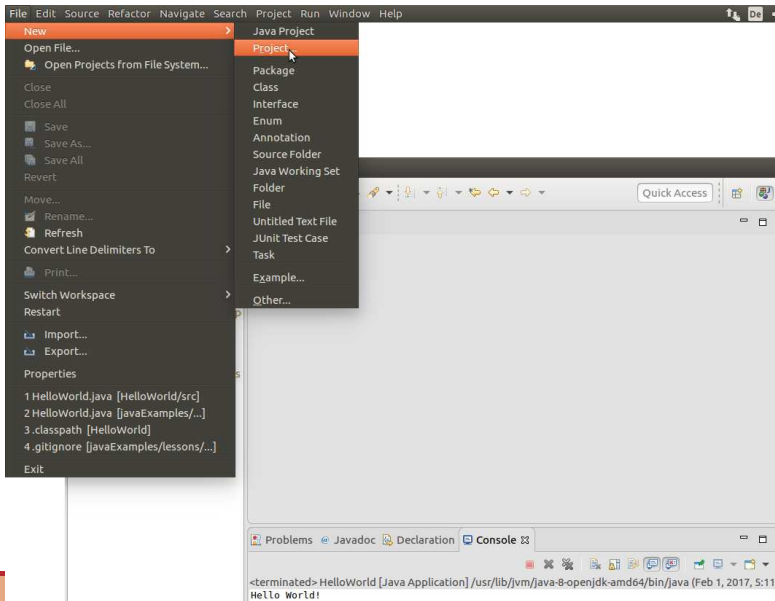 File Edit Source Refactor Navigate Search Project Run Window Help
De
New
Open File...
Open Projects from File System...
Close
Close All
Save
Save As...
Save All
Revert
Move...
Rename...
Refresh
Convert Line Delimiters To
Print...
Switch Workspace
Restart
Import...
Export...
Properties
1 HelloWorld.java [HelloWorld/src]
2 HelloWorld.java [javaExamples/...]
3 .classpath [HelloWorld]
4 .gitignore [javaExamples/lessons/...]
Exit
Java Project
Project...
Package
Class
Interface
Enum
Annotation
Source Folder
Java Working Set
Folder
File
Untitled Text File
JUnit Test Case
Task
Example...
Other...
Quick Access
Problems Javadoc Declaration Console
<terminated> HelloWorld [Java Application] /usr/lib/jvm/java-8-openjdk-amd64/bin/java (Feb 1, 2017, 5:11
Hello World!